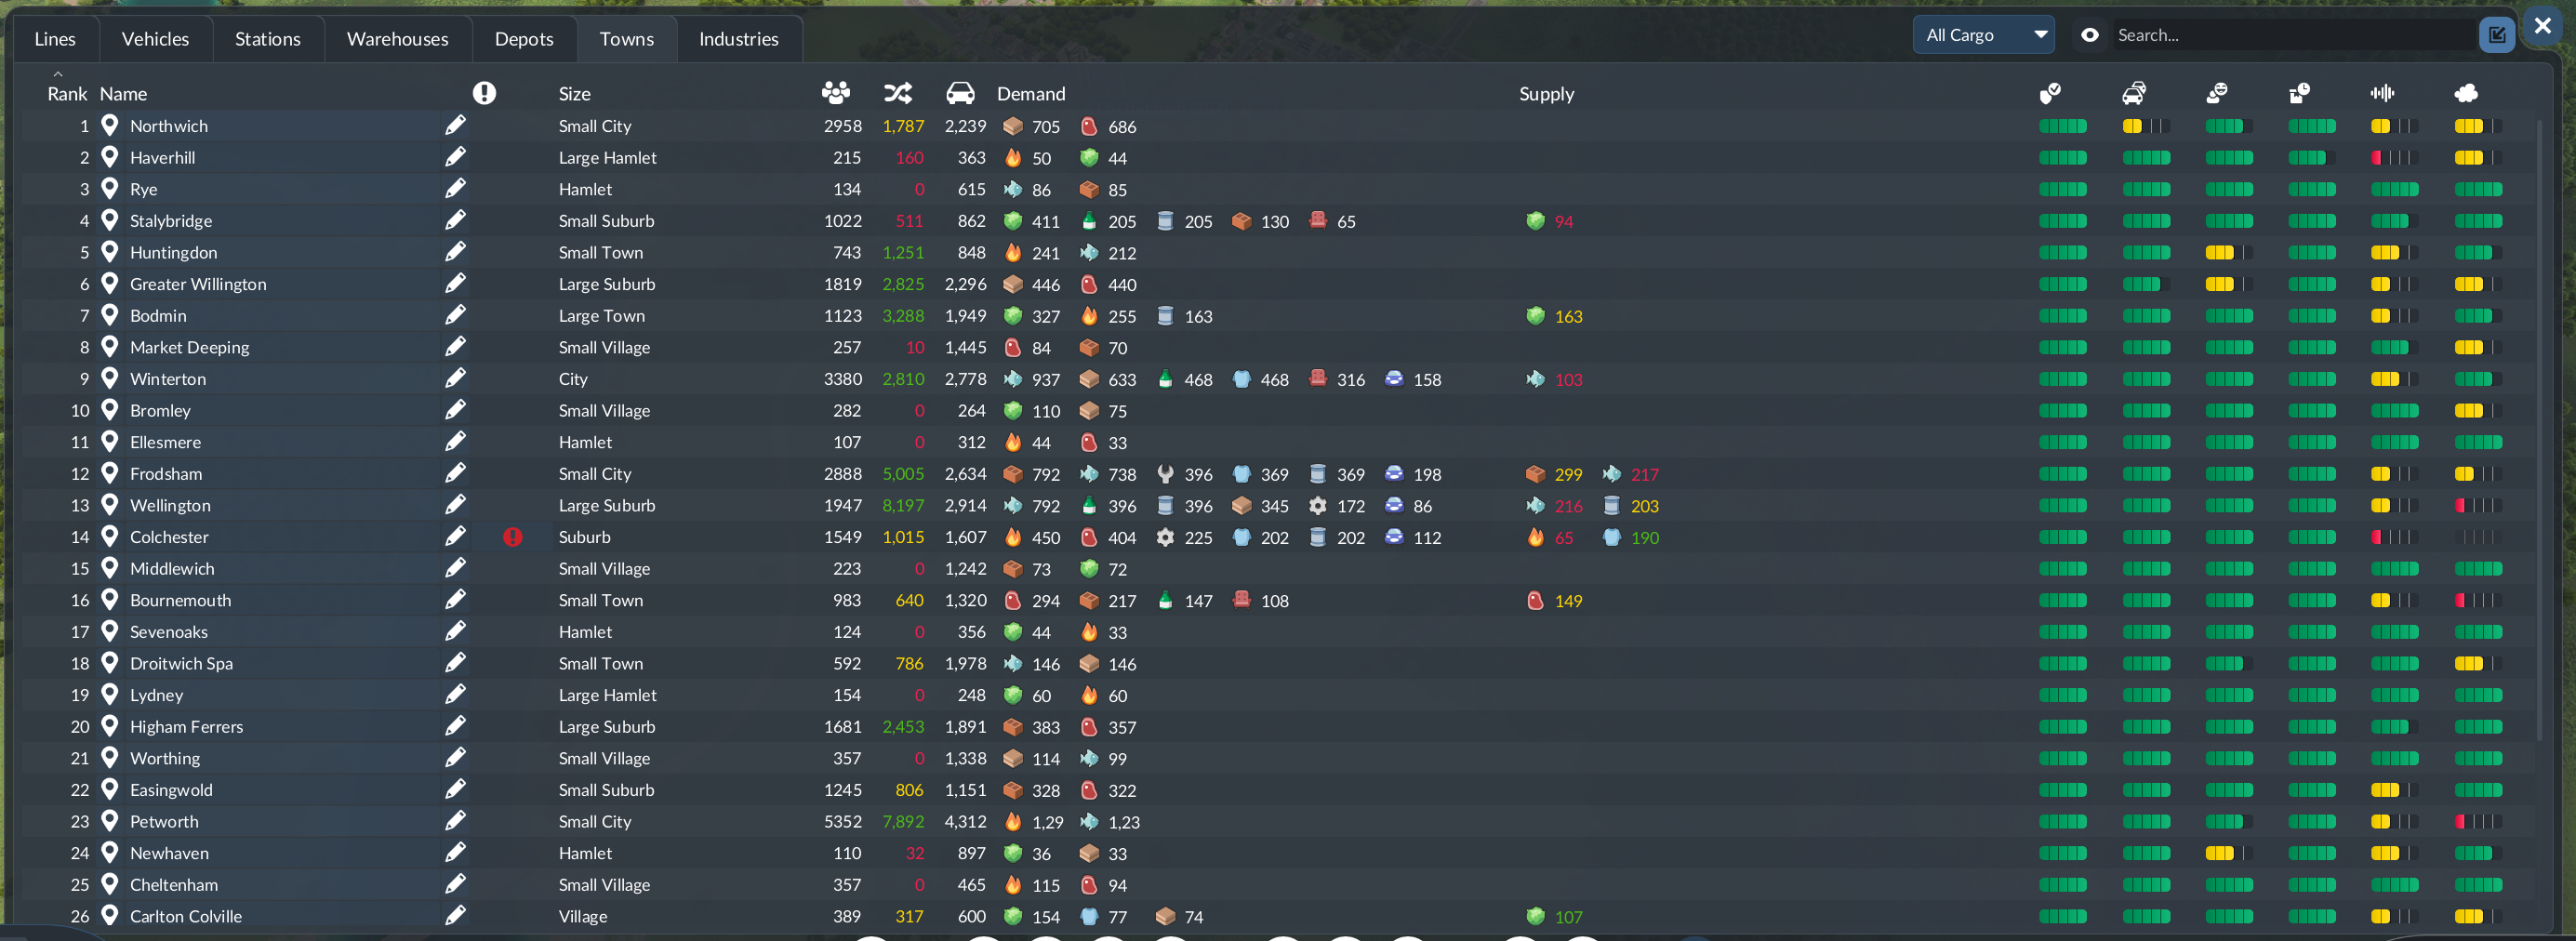 Lines Vehicles Stations Warehouses Depots Towns Industries All Cargo Search...
Rank Name Size Demand Supply
1 Northwich Small City 2958 1,787 2,239 705 686
2 Haverhill Large Hamlet 215 160 363 50 44
3 Rye Hamlet 134 0 615 86 85
4 Stalybridge Small Suburb 1022 511 862 411 205 205 130 65 94
5 Huntingdon Small Town 743 1,251 848 241 212
6 Greater Willington Large Suburb 1819 2,825 2,296 446 440
7 Bodmin Large Town 1123 3,288 1,949 327 255 163 163
8 Market Deeping Small Village 257 10 1,445 84 70
9 Winterton City 3380 2,810 2,778 937 633 468 468 316 158 103
10 Bromley Small Village 282 0 264 110 75
11 Ellesmere Hamlet 107 0 312 44 33
12 Frodsham Small City 2888 5,005 2,634 792 738 396 369 369 198 299 217
13 Wellington Large Suburb 1947 8,197 2,914 792 396 396 345 172 86 216 203
14 Colchester Suburb 1549 1,015 1,607 450 404 225 202 202 112 65 190
15 Middlewich Small Village 223 0 1,242 73 72
16 Bournemouth Small Town 983 640 1,320 294 217 147 108 149
17 Sevenoaks Hamlet 124 0 356 44 33
18 Droitwich Spa Small Town 592 786 1,978 146 146
19 Lydney Large Hamlet 154 0 248 60 60
20 Higham Ferrers Large Suburb 1681 2,453 1,891 383 357
21 Worthing Small Village 357 0 1,338 114 99
22 Easingwold Small Suburb 1245 806 1,151 328 322
23 Petworth Small City 5352 7,892 4,312 1,29 1,23
24 Newhaven Hamlet 110 32 897 36 33
25 Cheltenham Small Village 357 0 465 115 94
26 Carlton Colville Village 389 317 600 154 77 74 107